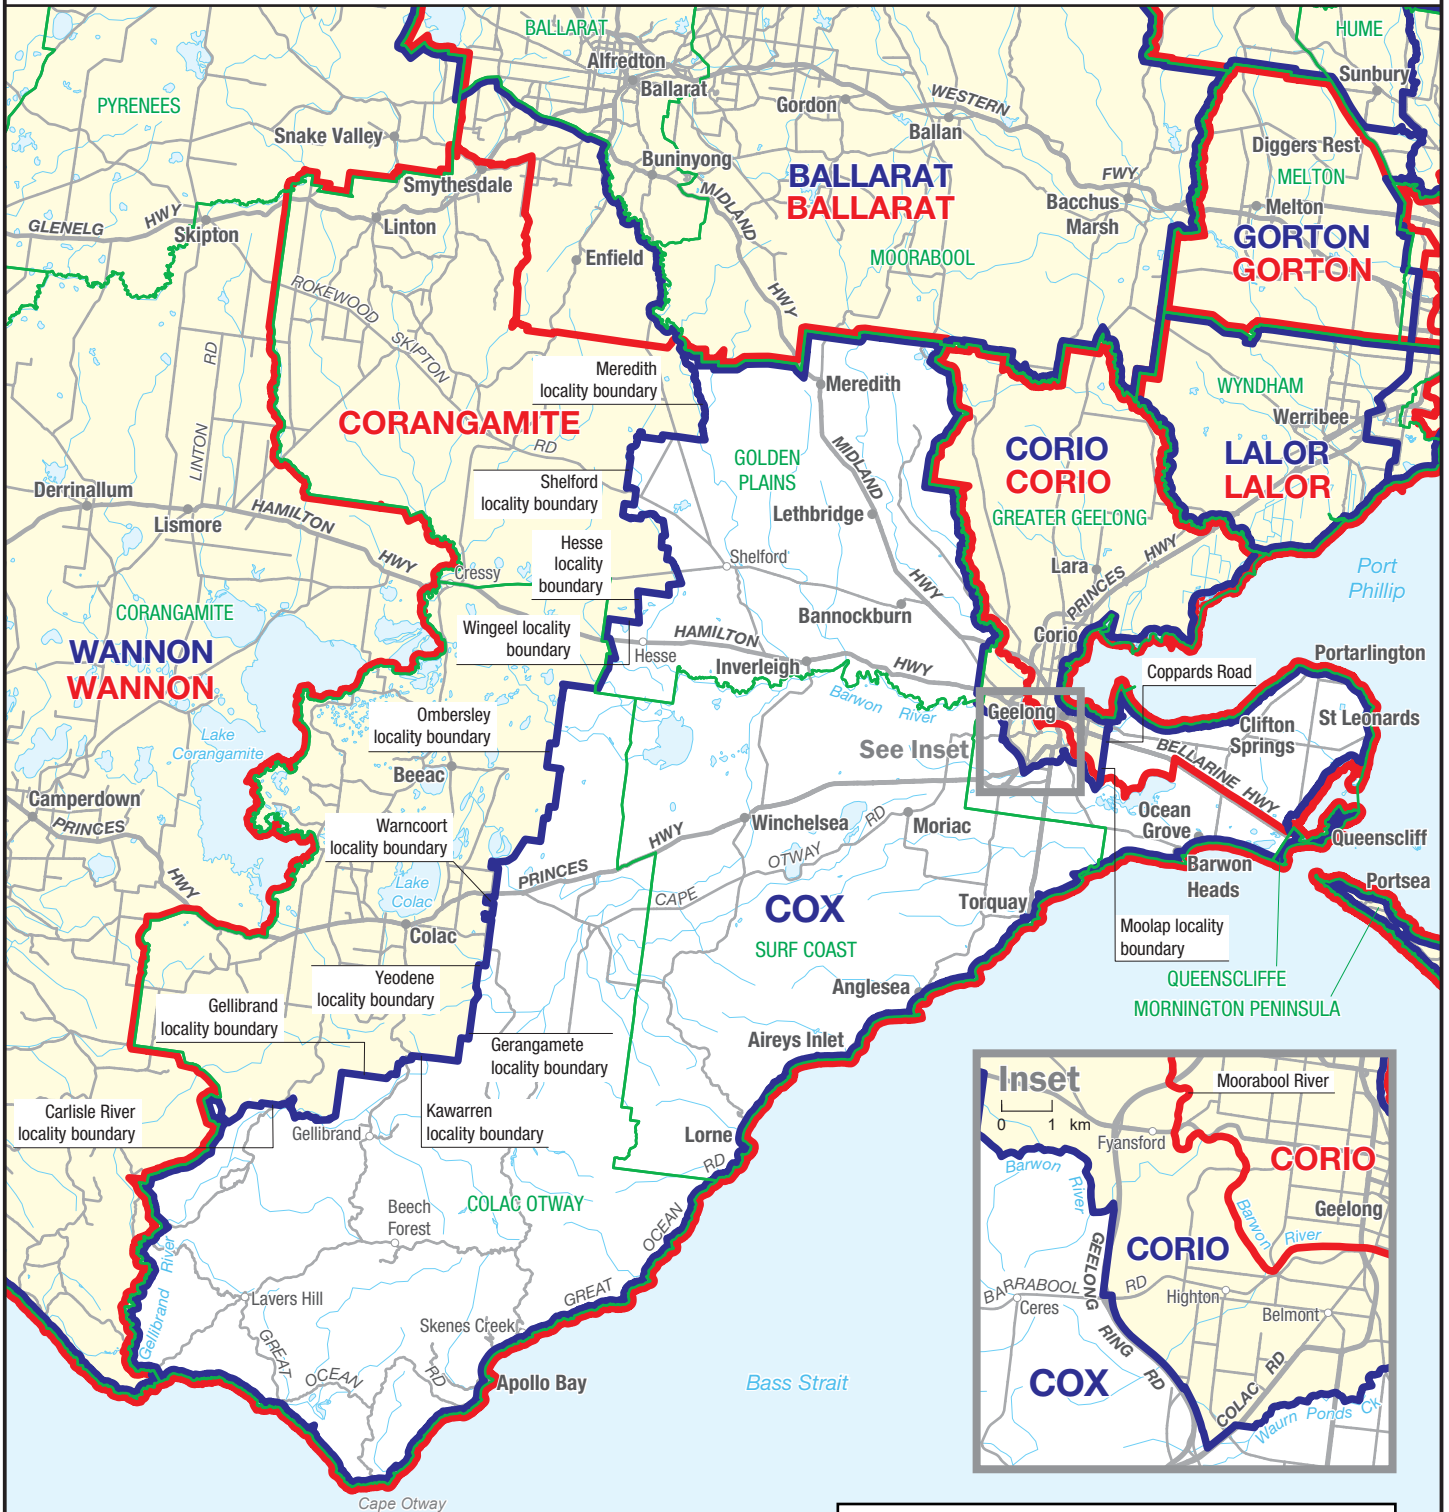 BALLARAT
HUME
Alfredton
Sunbury
Ballarat
PYRENEES
Gordon
WESTERN
Snake Valley
Ballan
Diggers Rest
Buninyong
BALLARAT
BALLARAT
FWY
MELTON
Smythesdale
MIDLAND
HWY
Bacchus
Marsh
Melton
GLENELG
HWY
Skipton
Linton
GORTON
GORTON
Enfield
MOORABOOL
ROKEWOOD
SKIPTON
RD
RD
LINTON
Meredith
locality boundary
Meredith
WYNDHAM
Werribee
CORANGAMITE
MIDLAND
HWY
CORIO
CORIO
LALOR
LALOR
GOLDEN
PLAINS
Shelford
locality boundary
Derrinallum
Lismore
HAMILTON
HWY
Lethbridge
GREATER GEELONG
Hesse
locality
boundary
Cressy
Shelford
Lara
PRINCES
HWY
Port
Phillip
CORANGAMITE
Bannockburn
WANNON
WANNON
Wingeel locality
boundary
HAMILTON
HWY
Hesse
Inverleigh
Corio
Portarlington
Coppards Road
Barwon River
Geelong
Ombersley
locality boundary
Clifton
Springs
St Leonards
Lake
Corangamite
See Inset
BELLARINE HWY
Beeac
Camperdown
PRINCES
HWY
Warncoort
locality boundary
Winchelsea
Moriac
Ocean
Grove
Queenscliff
PRINCES
HWY
CAPE
OTWAY
RD
Barwon
Heads
Portsea
Lake
Colac
COX
Torquay
Colac
Moolap locality
boundary
SURF COAST
Yeodene
locality boundary
QUEENSCLIFFE
Anglesea
MORNINGTON PENINSULA
Gellibrand
locality boundary
Aireys Inlet
Gerangamete
locality boundary
Carlisle River
locality boundary
Gellibrand
Kawarren
locality boundary
Lorne
COLAC OTWAY
Beech
Forest
Gellibrand River
Lavers Hill
Skenes Creek
GREAT
OCEAN
RD
GREAT
OCEAN
RD
Apollo Bay
Bass Strait
Cape Otway
Inset
0 1 km
Moorabool River
Fyansford
Barwon
River
CORIO
Geelong
Barwon
River
CORIO
GEELONG
RING
RD
BARRABOOL
RD
Ceres
Highton
Belmont
COX
COLAC RD
Waurn Ponds Ck